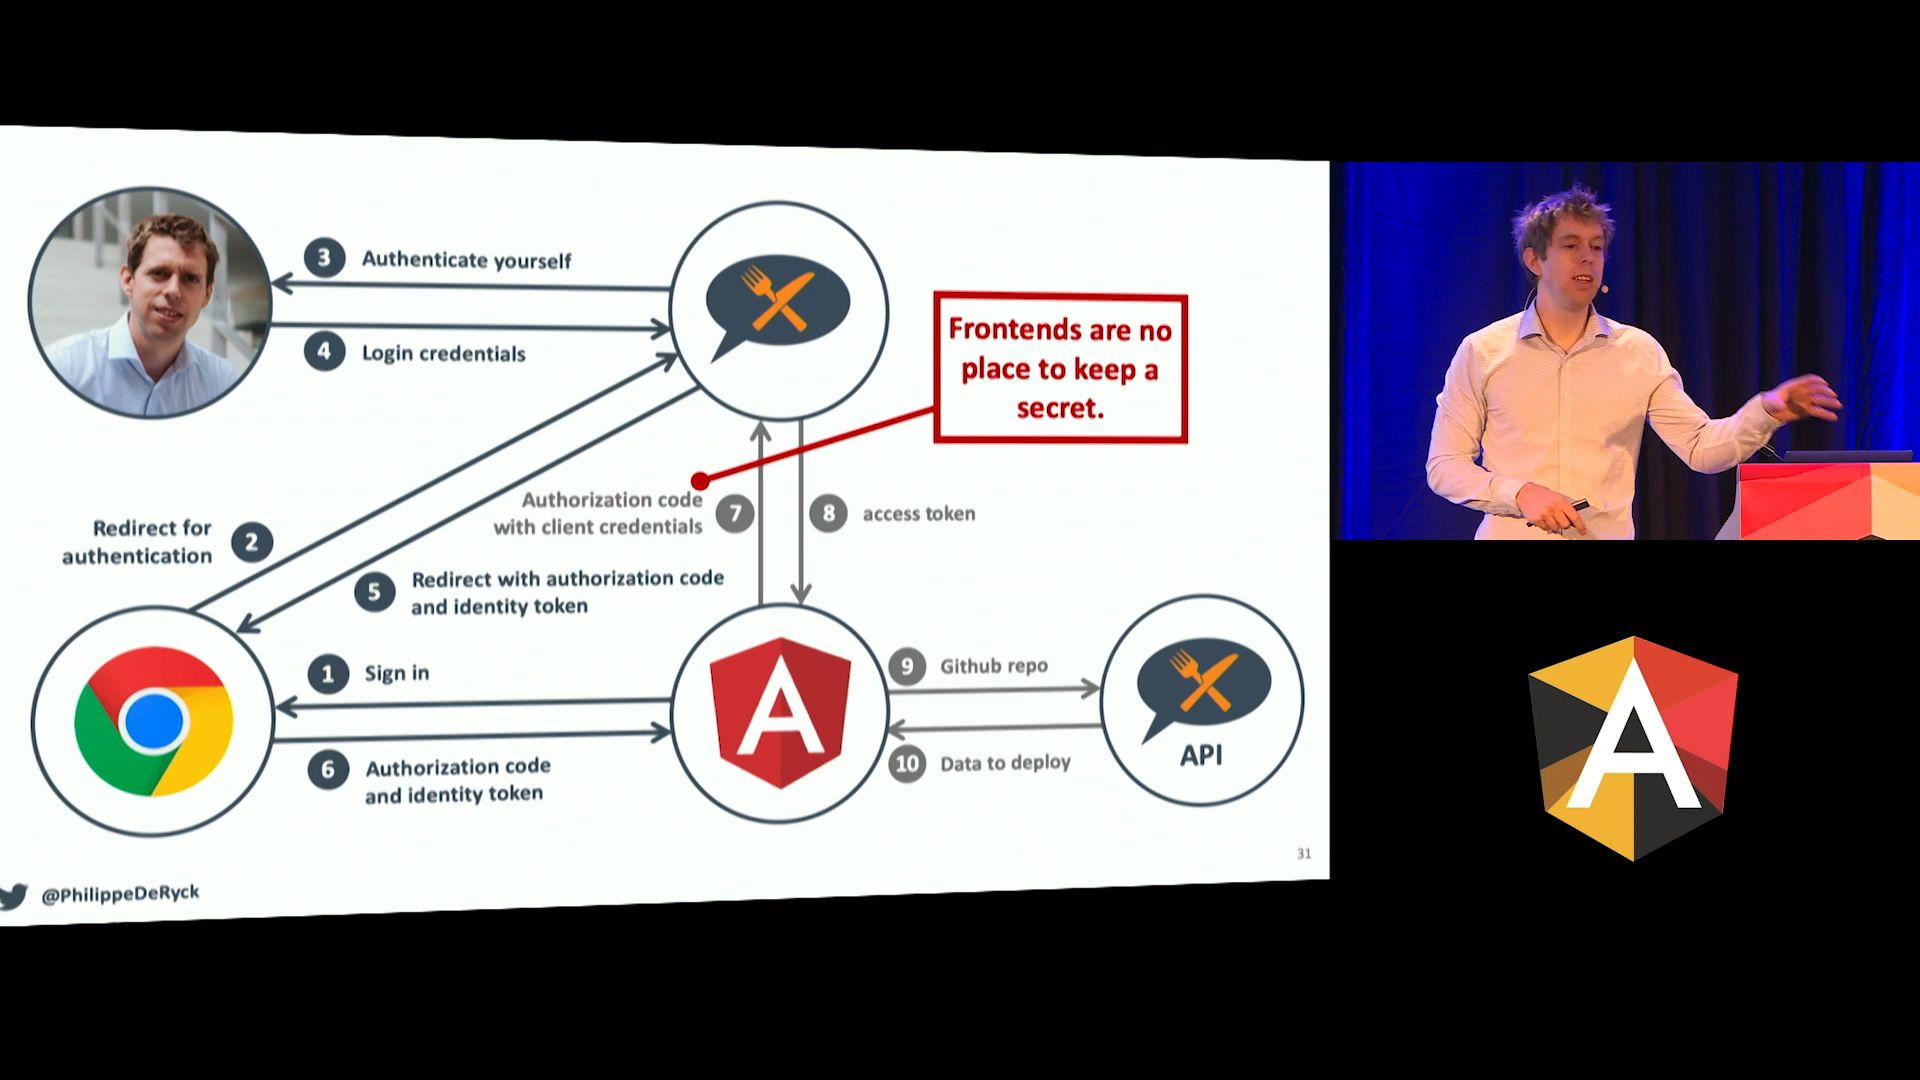 3 Authenticate yourself
4 Login credentials
Frontends are no
place to keep a
secret.
Authorization code
with client credentials
7
8 access token
Redirect for
authentication
2
5 Redirect with authorization code
and identity token
1 Sign in
6 Authorization code
and identity token
A
9 Github repo
10 Data to deploy
API
31
@PhilippeDeRyck
A